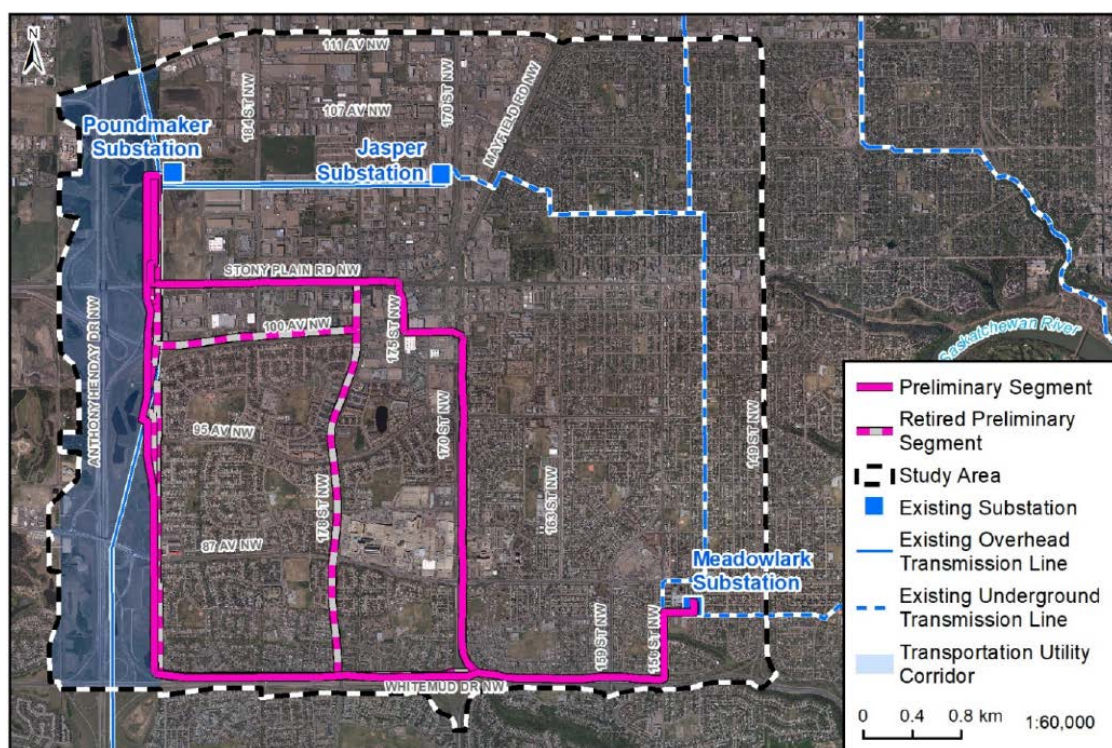 N
111 AV NW
184 ST NW
107 AV NW
170 ST NW
MAYFIELD RD NW
Poundmaker
Substation
Jasper
Substation
STONY PLAIN RD NW
100 AV NW
175 ST NW
ANTHONY HENDAY DR NW
95 AV NW
170 ST NW
178 ST NW
163 ST NW
149 ST NW
87 AV NW
Meadowlark
Substation
159 ST NW
156 ST NW
WHITEMUD DR NW
Saskatchewan River
Preliminary Segment
Retired Preliminary
Segment
Study Area
Existing Substation
Existing Overhead
Transmission Line
Existing Underground
Transmission Line
Transportation Utility
Corridor
0 0.4 0.8 km 1:60,000